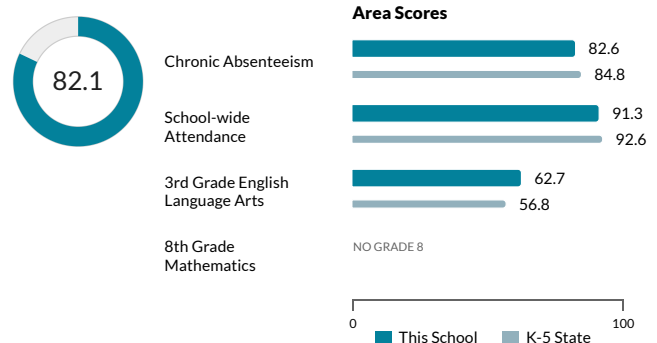 Area Scores
82.1
Chronic Absenteeism
82.6
84.8
School-wide
Attendance
91.3
92.6
3rd Grade English
Language Arts
62.7
56.8
8th Grade
Mathematics
NO GRADE 8
0
100
This School
K-5 State